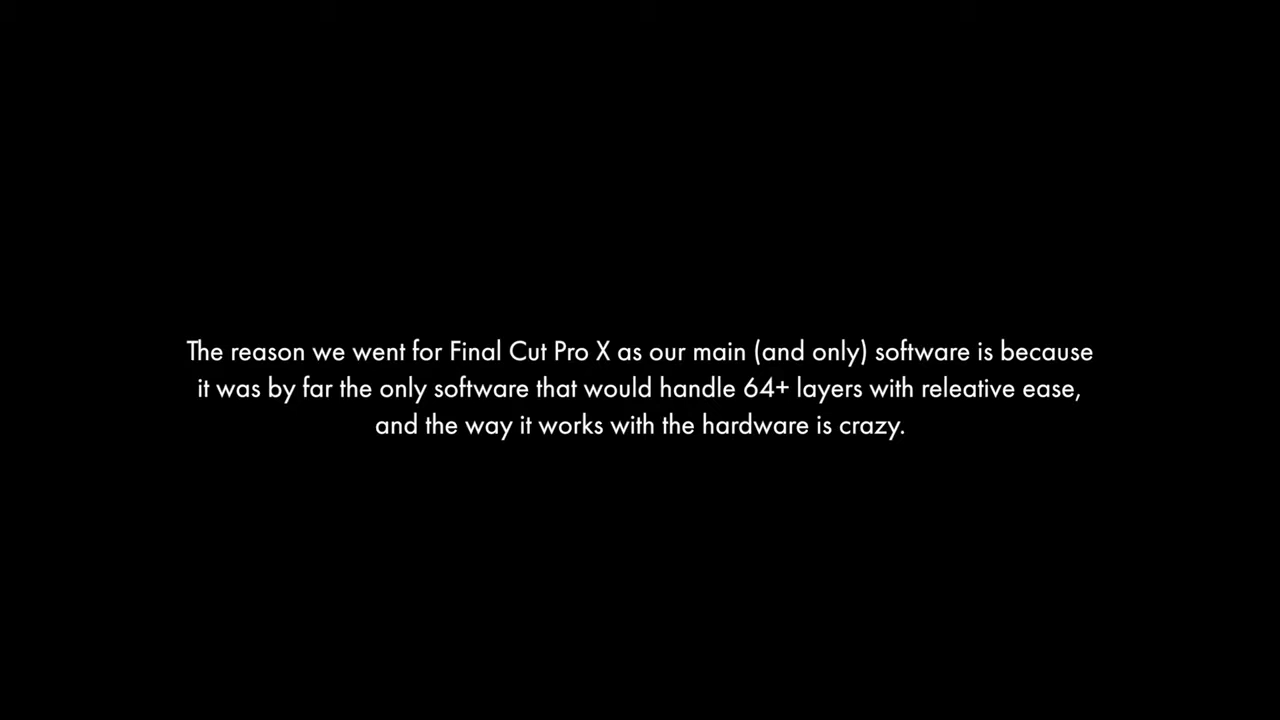 The reason we went for Final Cut Pro X as our main (and only) software is because
it was by far the only software that would handle 64+ layers with releative ease,
and the way it works with the hardware is crazy.